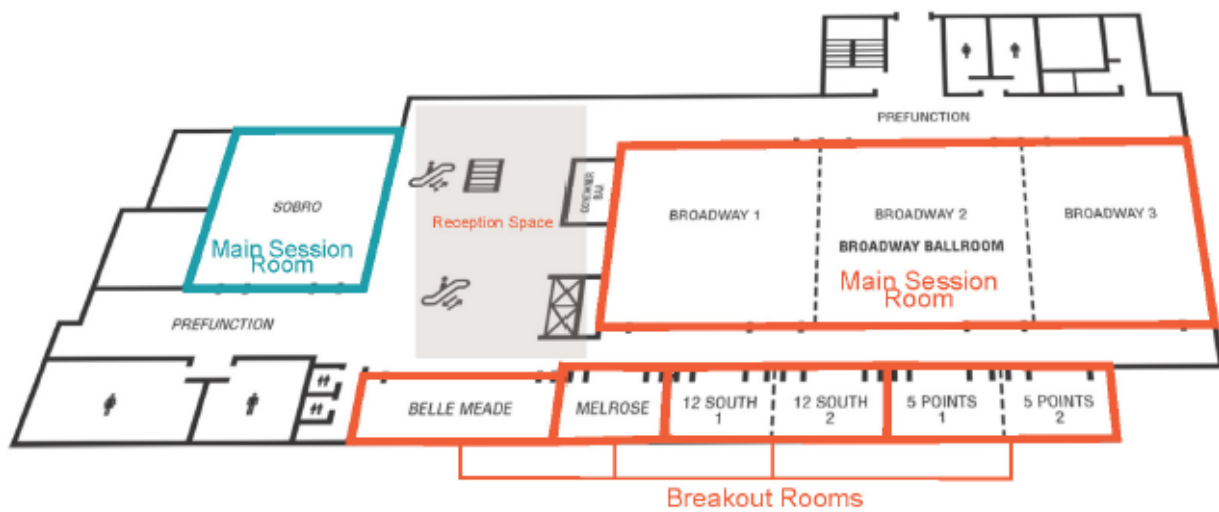 PREFUNCTION
SOBRO
Main Session
Room
Reception Space
BROADWAY 1
BROADWAY 2
BROADWAY 3
BROADWAY BALLROOM
Main Session
Room
PREFUNCTION
BELLE MEADE
MELROSE
12 SOUTH
1
12 SOUTH
2
5 POINTS
1
5 POINTS
2
Breakout Rooms